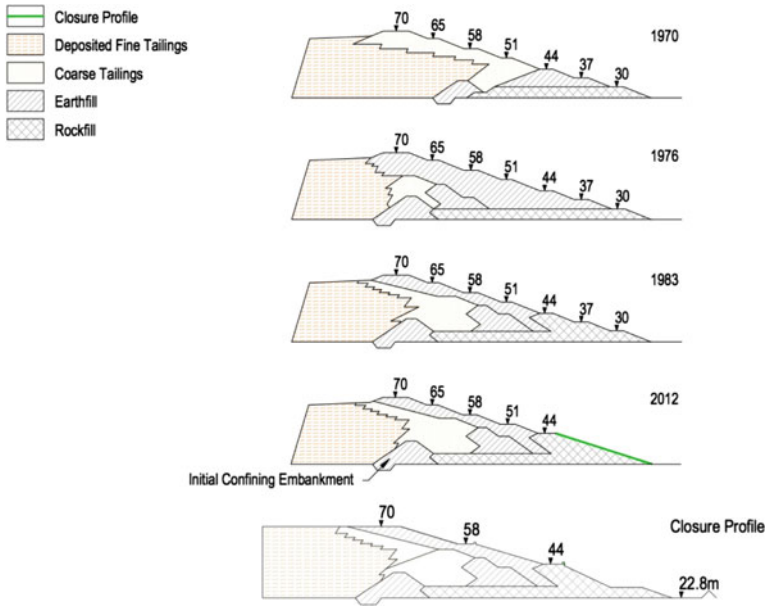 Closure Profile
Deposited Fine Tailings
Coarse Tailings
Earthfill
Rockfill
70 65 58 51 44 37 30 1970
70 65 58 51 44 37 30 1976
70 65 58 51 44 37 30 1983
70 65 58 51 44 2012
Initial Confining Embankment
70 58 44 Closure Profile
22.8m